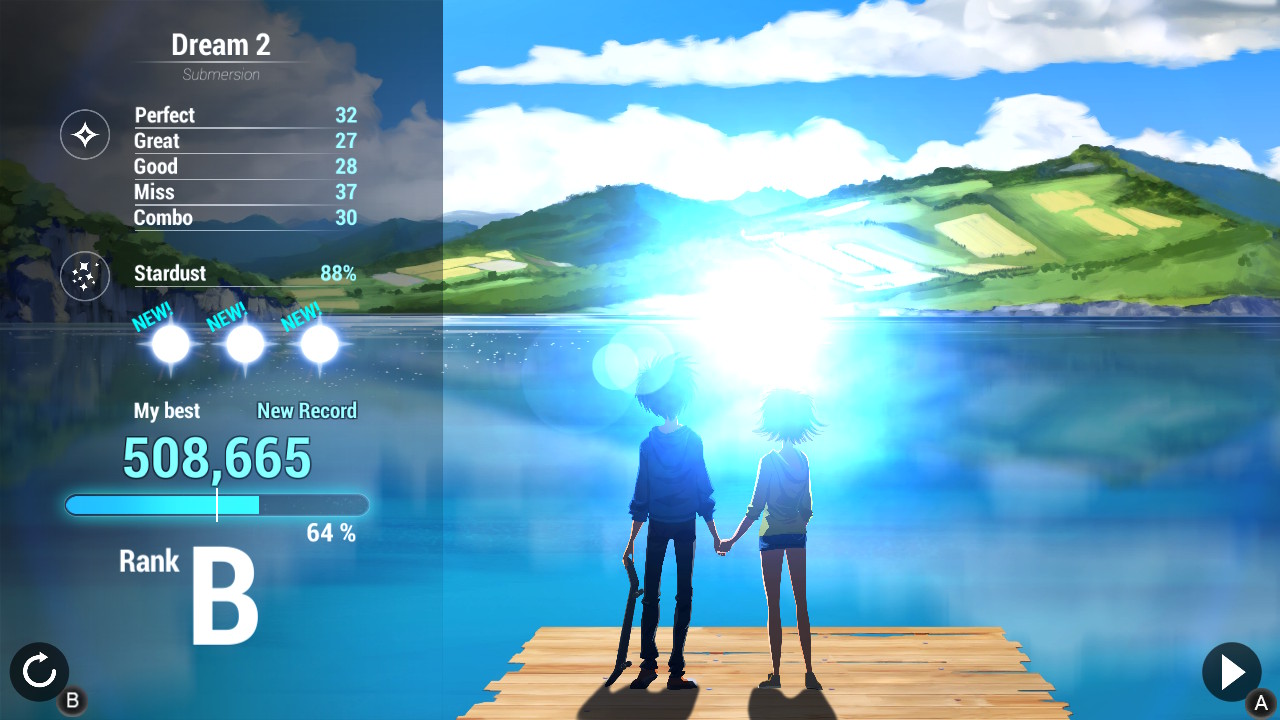 Dream 2
Submersion
Perfect 32
Great 27
Good 28
Miss 37
Combo 30
Stardust 88%
NEW! NEW! NEW!
My best New Record
508,665
64 %
Rank B
B
A